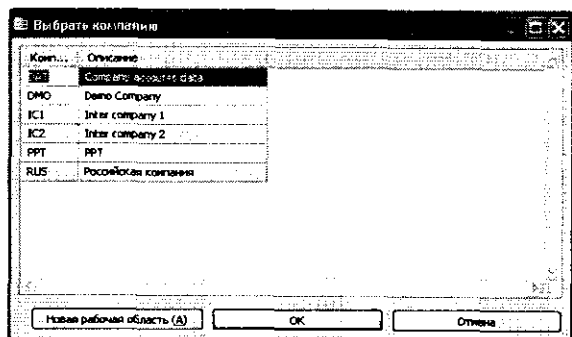 Выбрать компанию
Комп... Описание
Company accounts data
DMO Demo Company
IC1 Inter company 1
IC2 Inter company 2
PPT PPT
RUS Российская компания
Новая рабочая область (A) OK Отмена